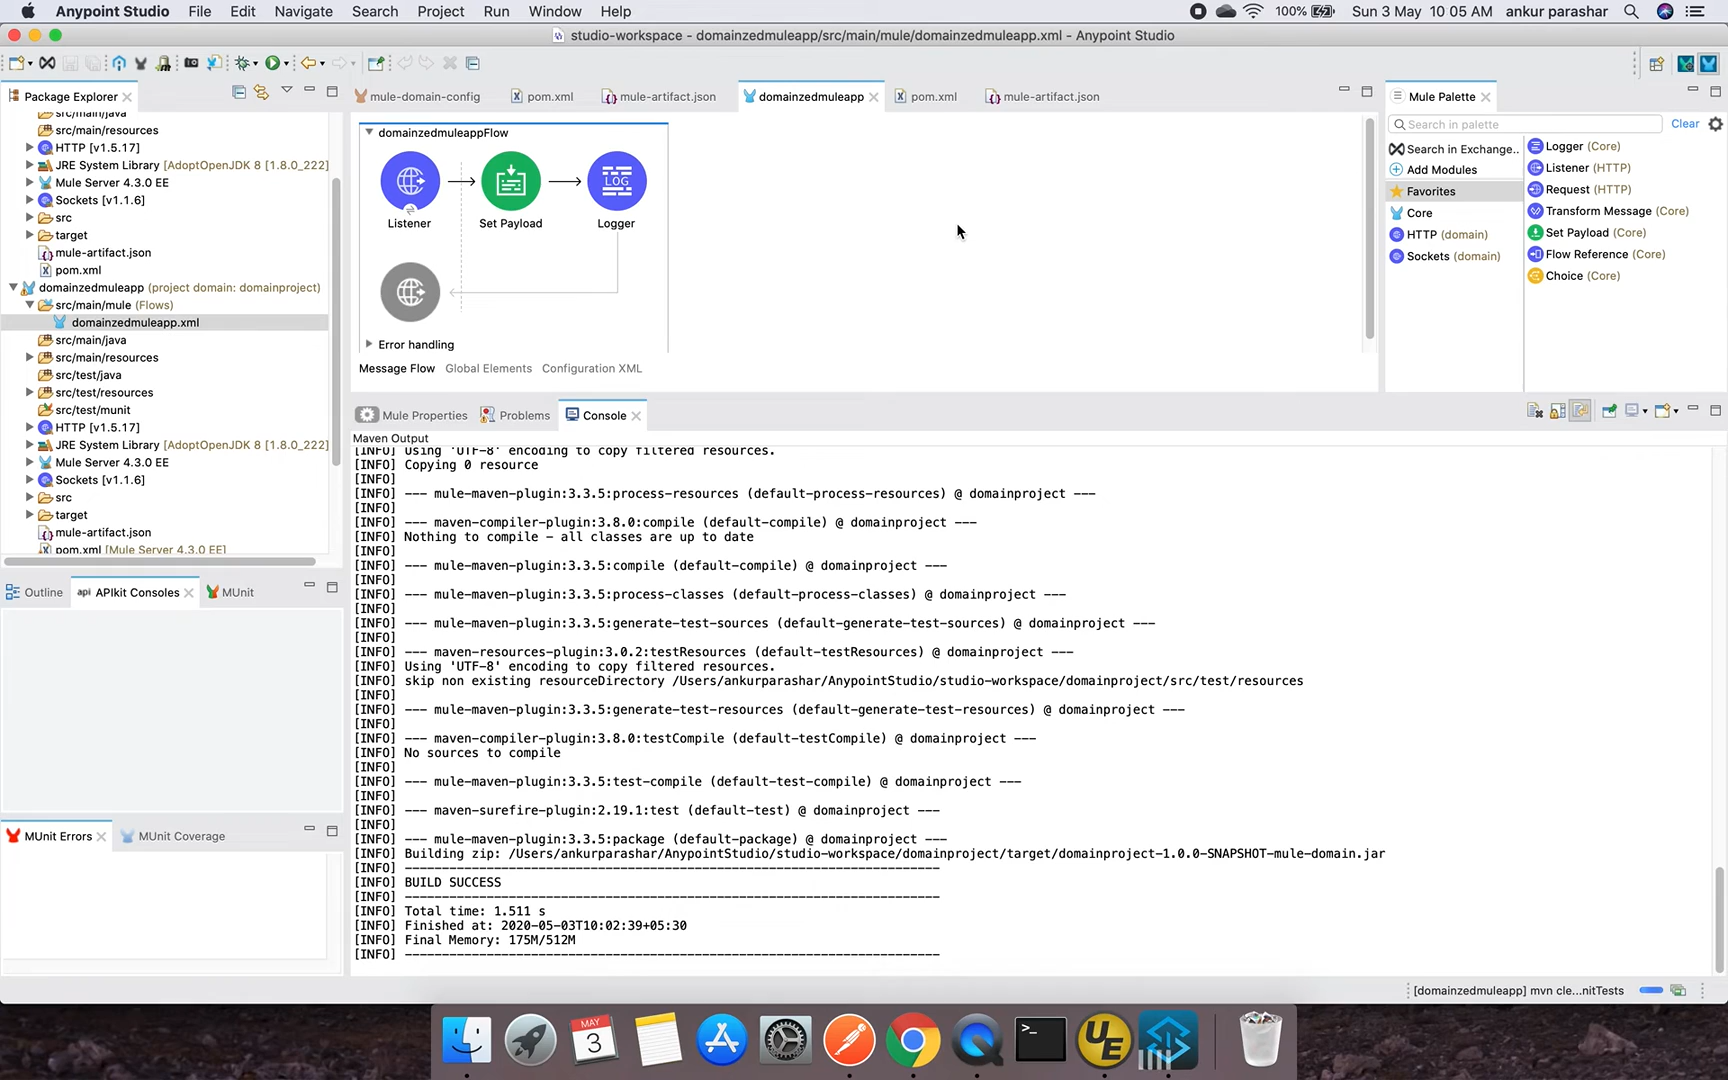 Anypoint Studio File Edit Navigate Search Project Run Window Help 100% Sun 3 May 10 05 AM ankur parashar
studio-workspace - domainzedmuleapp/src/main/mule/domainzedmuleapp.xml - Anypoint Studio
Package Explorer
mule-domain-config pom.xml mule-artifact.json domainzedmuleapp pom.xml mule-artifact.json
Mule Palette
src/main/java
src/main/resources
HTTP [v1.5.17]
JRE System Library [AdoptOpenJDK 8 [1.8.0_222]
Mule Server 4.3.0 EE
Sockets [v1.1.6]
src
target
mule-artifact.json
pom.xml
domainzedmuleapp (project domain: domainproject)
src/main/mule (Flows)
domainzedmuleapp.xml
src/main/java
src/main/resources
src/test/java
src/test/resources
src/test/munit
HTTP [v1.5.17]
JRE System Library [AdoptOpenJDK 8 [1.8.0_222]
Mule Server 4.3.0 EE
Sockets [v1.1.6]
src
target
mule-artifact.json
pom.xml [Mule Server 4.3.0 EE]
domainzedmuleappFlow
LOG
Listener Set Payload Logger
Error handling
Message Flow Global Elements Configuration XML
Search in palette Clear
Search in Exchange..
Add Modules
Favorites
Core
HTTP (domain)
Sockets (domain)
Logger (Core)
Listener (HTTP)
Request (HTTP)
Transform Message (Core)
Set Payload (Core)
Flow Reference (Core)
Choice (Core)
Mule Properties Problems Console
Maven Output
[INFO] Using 'UTF-8' encoding to copy filtered resources.
[INFO] Copying 0 resource
[INFO]
[INFO] --- mule-maven-plugin:3.3.5:process-resources (default-process-resources) @ domainproject ---
[INFO]
[INFO] --- maven-compiler-plugin:3.8.0:compile (default-compile) @ domainproject ---
[INFO] Nothing to compile - all classes are up to date
[INFO]
[INFO] --- mule-maven-plugin:3.3.5:compile (default-compile) @ domainproject ---
[INFO]
[INFO] --- mule-maven-plugin:3.3.5:process-classes (default-process-classes) @ domainproject ---
[INFO]
[INFO] --- mule-maven-plugin:3.3.5:generate-test-sources (default-generate-test-sources) @ domainproject ---
[INFO]
[INFO] --- maven-resources-plugin:3.0.2:testResources (default-testResources) @ domainproject ---
[INFO] Using 'UTF-8' encoding to copy filtered resources.
[INFO] skip non existing resourceDirectory /Users/ankurparashar/AnypointStudio/studio-workspace/domainproject/src/test/resources
[INFO]
[INFO] --- mule-maven-plugin:3.3.5:generate-test-resources (default-generate-test-resources) @ domainproject ---
[INFO]
[INFO] --- maven-compiler-plugin:3.8.0:testCompile (default-testCompile) @ domainproject ---
[INFO] No sources to compile
[INFO]
[INFO] --- mule-maven-plugin:3.3.5:test-compile (default-test-compile) @ domainproject ---
[INFO]
[INFO] --- maven-surefire-plugin:2.19.1:test (default-test) @ domainproject ---
[INFO]
[INFO] --- mule-maven-plugin:3.3.5:package (default-package) @ domainproject ---
[INFO] Building zip: /Users/ankurparashar/AnypointStudio/studio-workspace/domainproject/target/domainproject-1.0.0-SNAPSHOT-mule-domain.jar
[INFO] ------------------------------------------------------------------------
[INFO] BUILD SUCCESS
[INFO] ------------------------------------------------------------------------
[INFO] Total time: 1.511 s
[INFO] Finished at: 2020-05-03T10:02:39+05:30
[INFO] Final Memory: 175M/512M
[INFO] ------------------------------------------------------------------------
Outline api APIkit Consoles MUnit
MUnit Errors MUnit Coverage
[domainzedmuleapp] mvn cle...nitTests
MAY
3
>_
UE